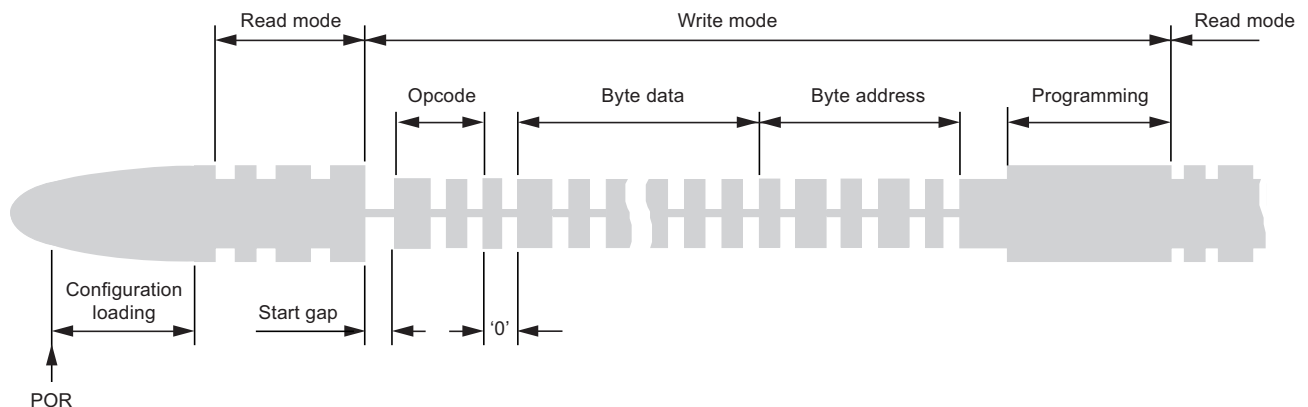 Read mode
Write mode
Read mode
Opcode
Byte data
Byte address
Programming
Configuration
loading
Start gap
‘0’
POR